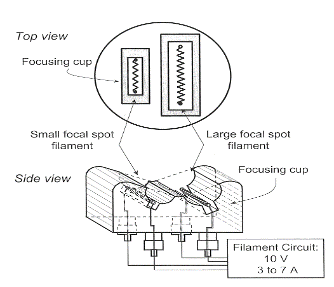 Top view
Focusing cup
Small focal spot
filament
Large focal spot
filament
Side view
Focusing cup
Filament Circuit:
10 V
3 to 7 A